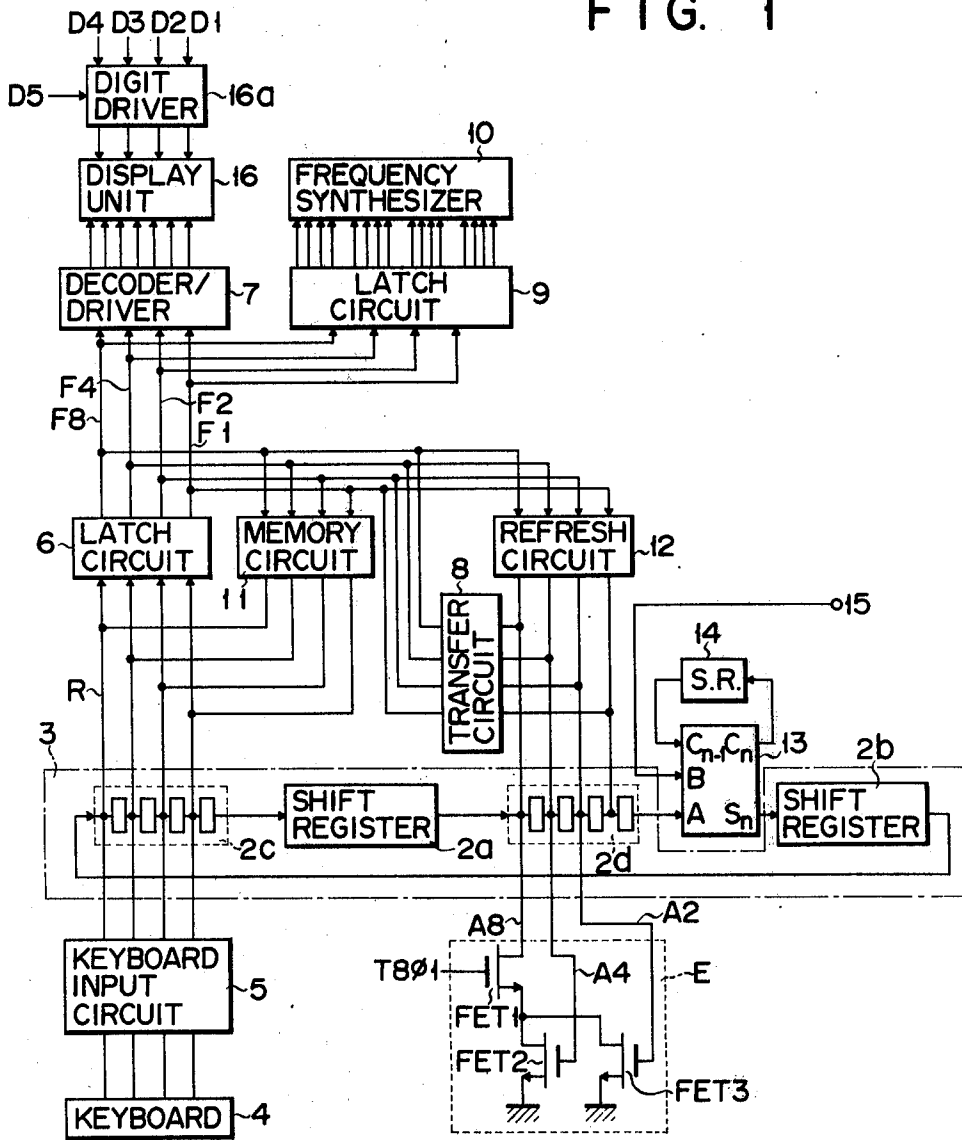 FIG. 1
D4 D3 D2 D1
D5
DIGIT
DRIVER
16a
DISPLAY
UNIT
16
10
FREQUENCY
SYNTHESIZER
DECODER/
DRIVER
7
LATCH
CIRCUIT
9
F4
F8
F2
F1
6
LATCH
CIRCUIT
MEMORY
CIRCUIT
11
REFRESH
CIRCUIT
12
8
TRANSFER
CIRCUIT
15
14
S.R.
R
3
Cn-1 Cn
13
B
A Sn
2b
SHIFT
REGISTER
2c
SHIFT
REGISTER
2a
2d
A8
A2
A4
E
T8ø1
FET1
FET2
FET3
KEYBOARD
INPUT
CIRCUIT
5
KEYBOARD
4